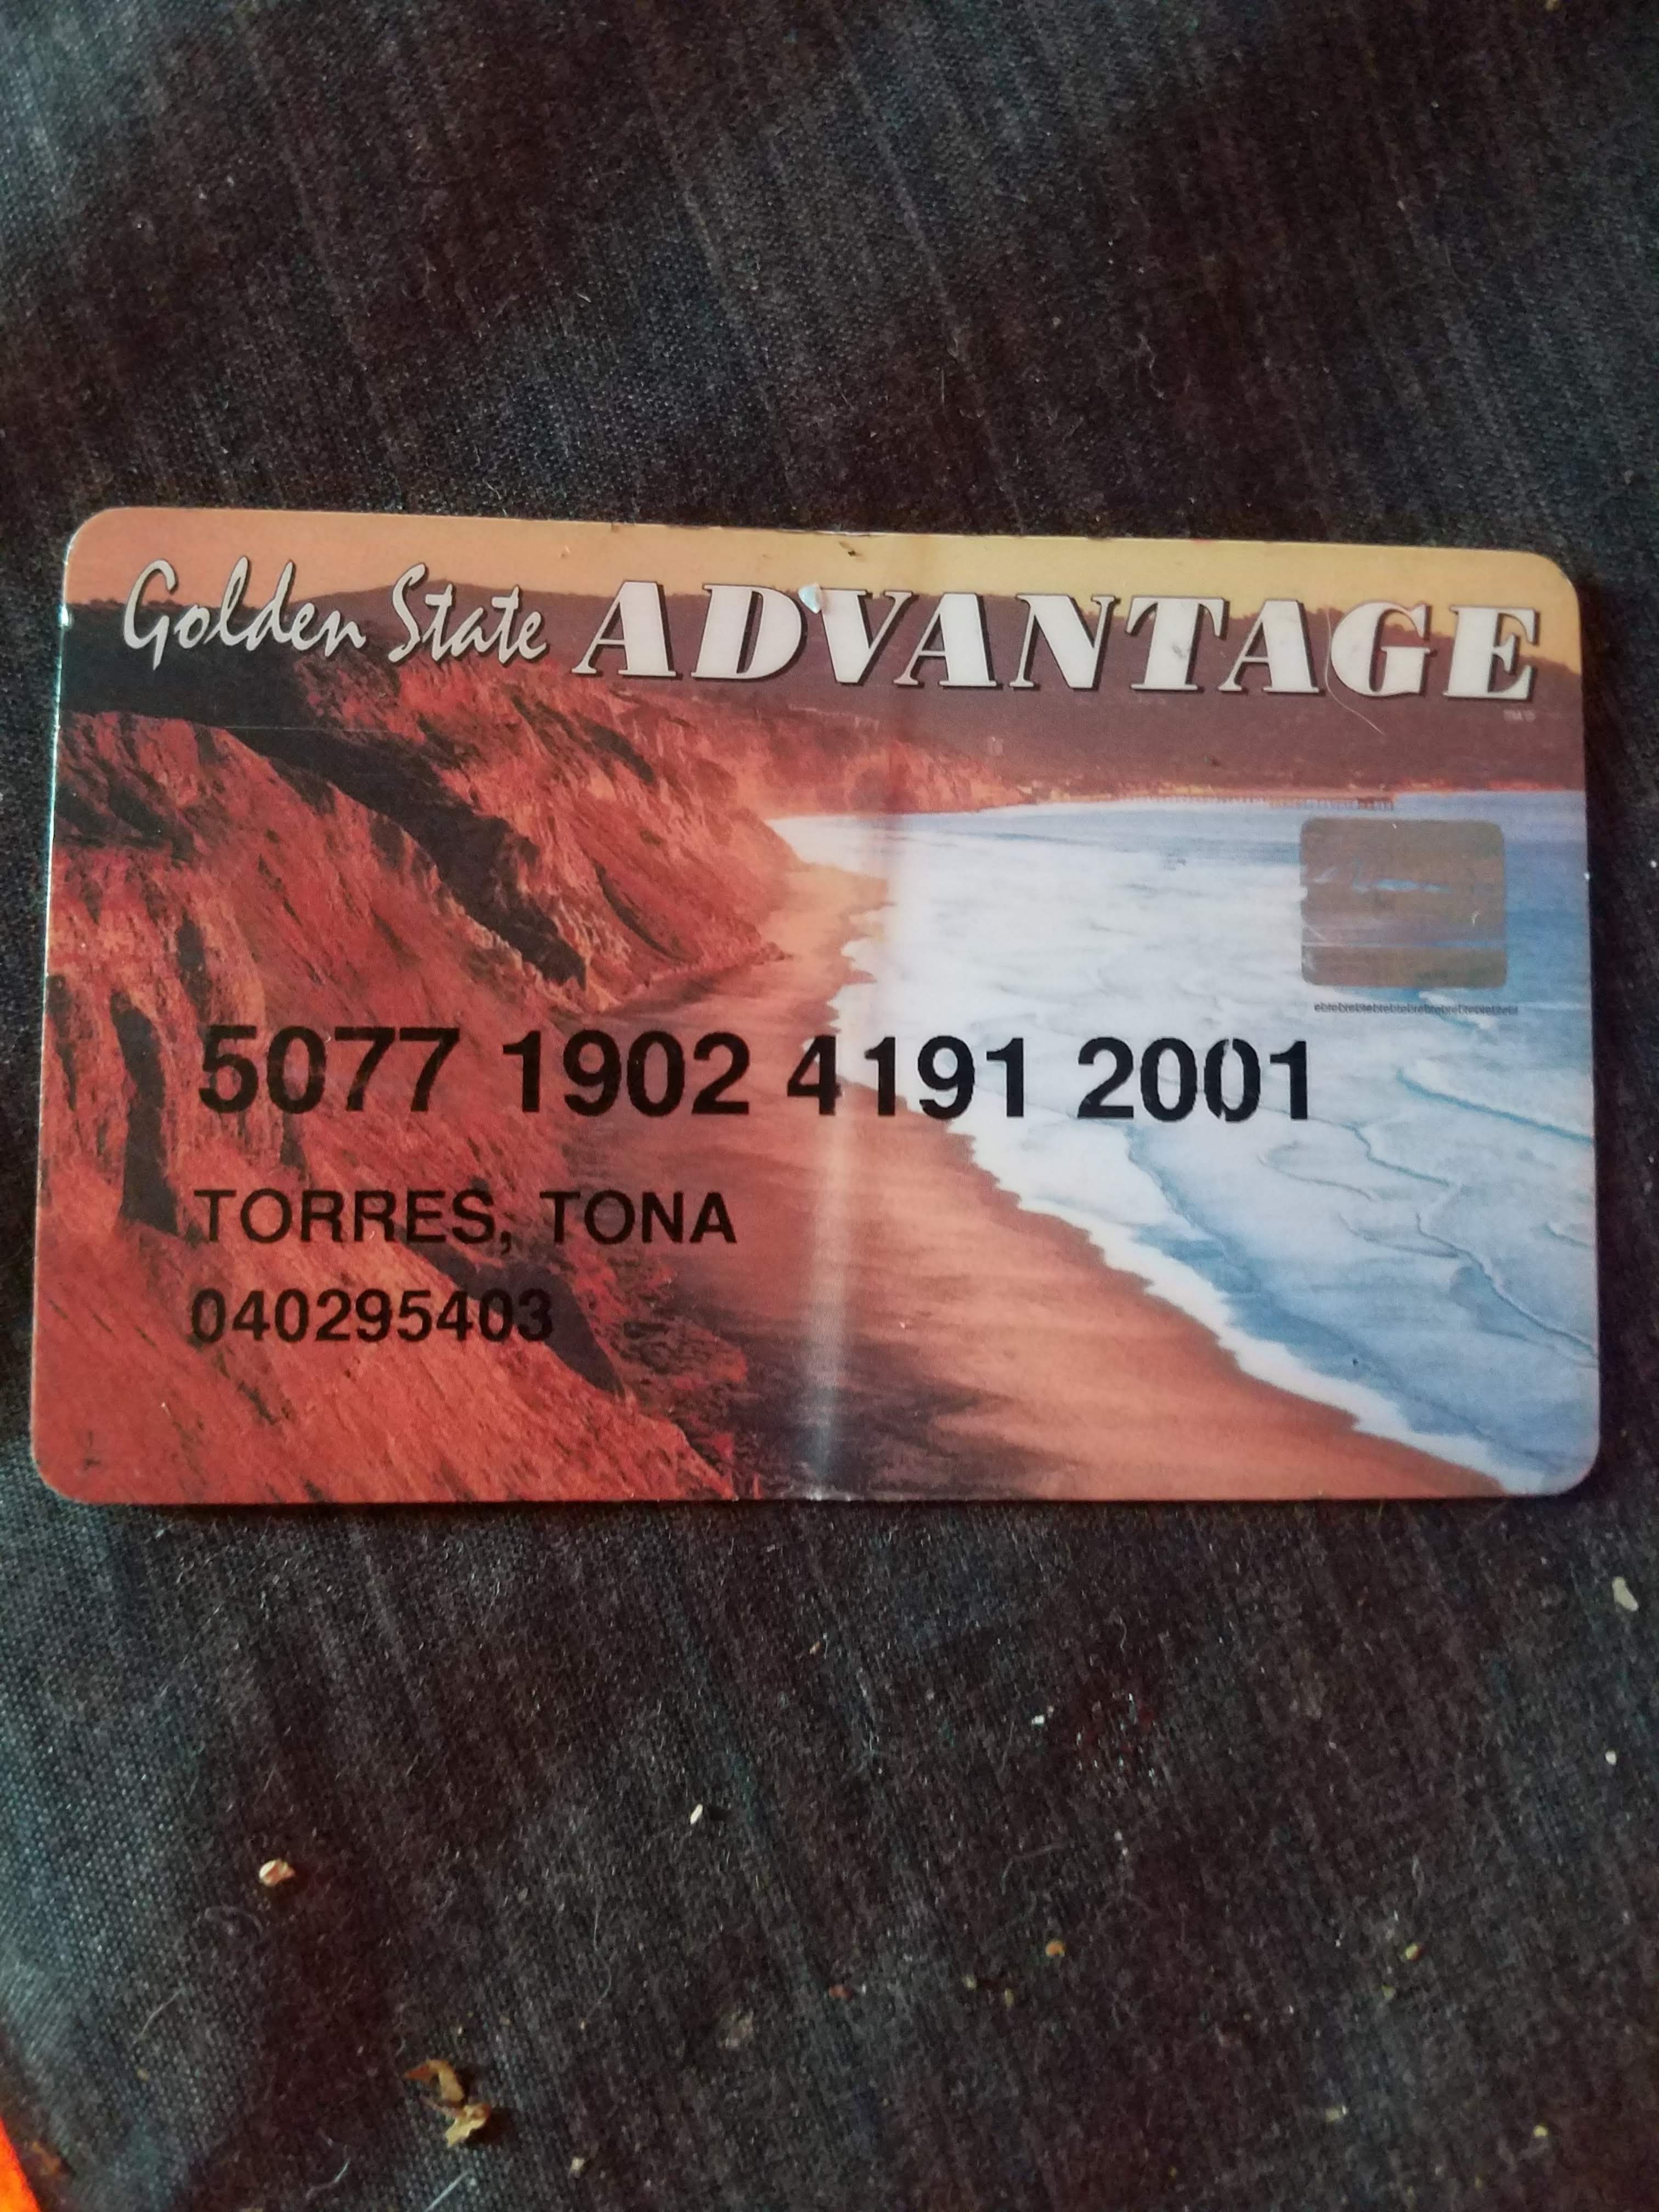 Golden State ADVANTAGE
5077 1902 4191 2001
TORRES, TONA
040295403